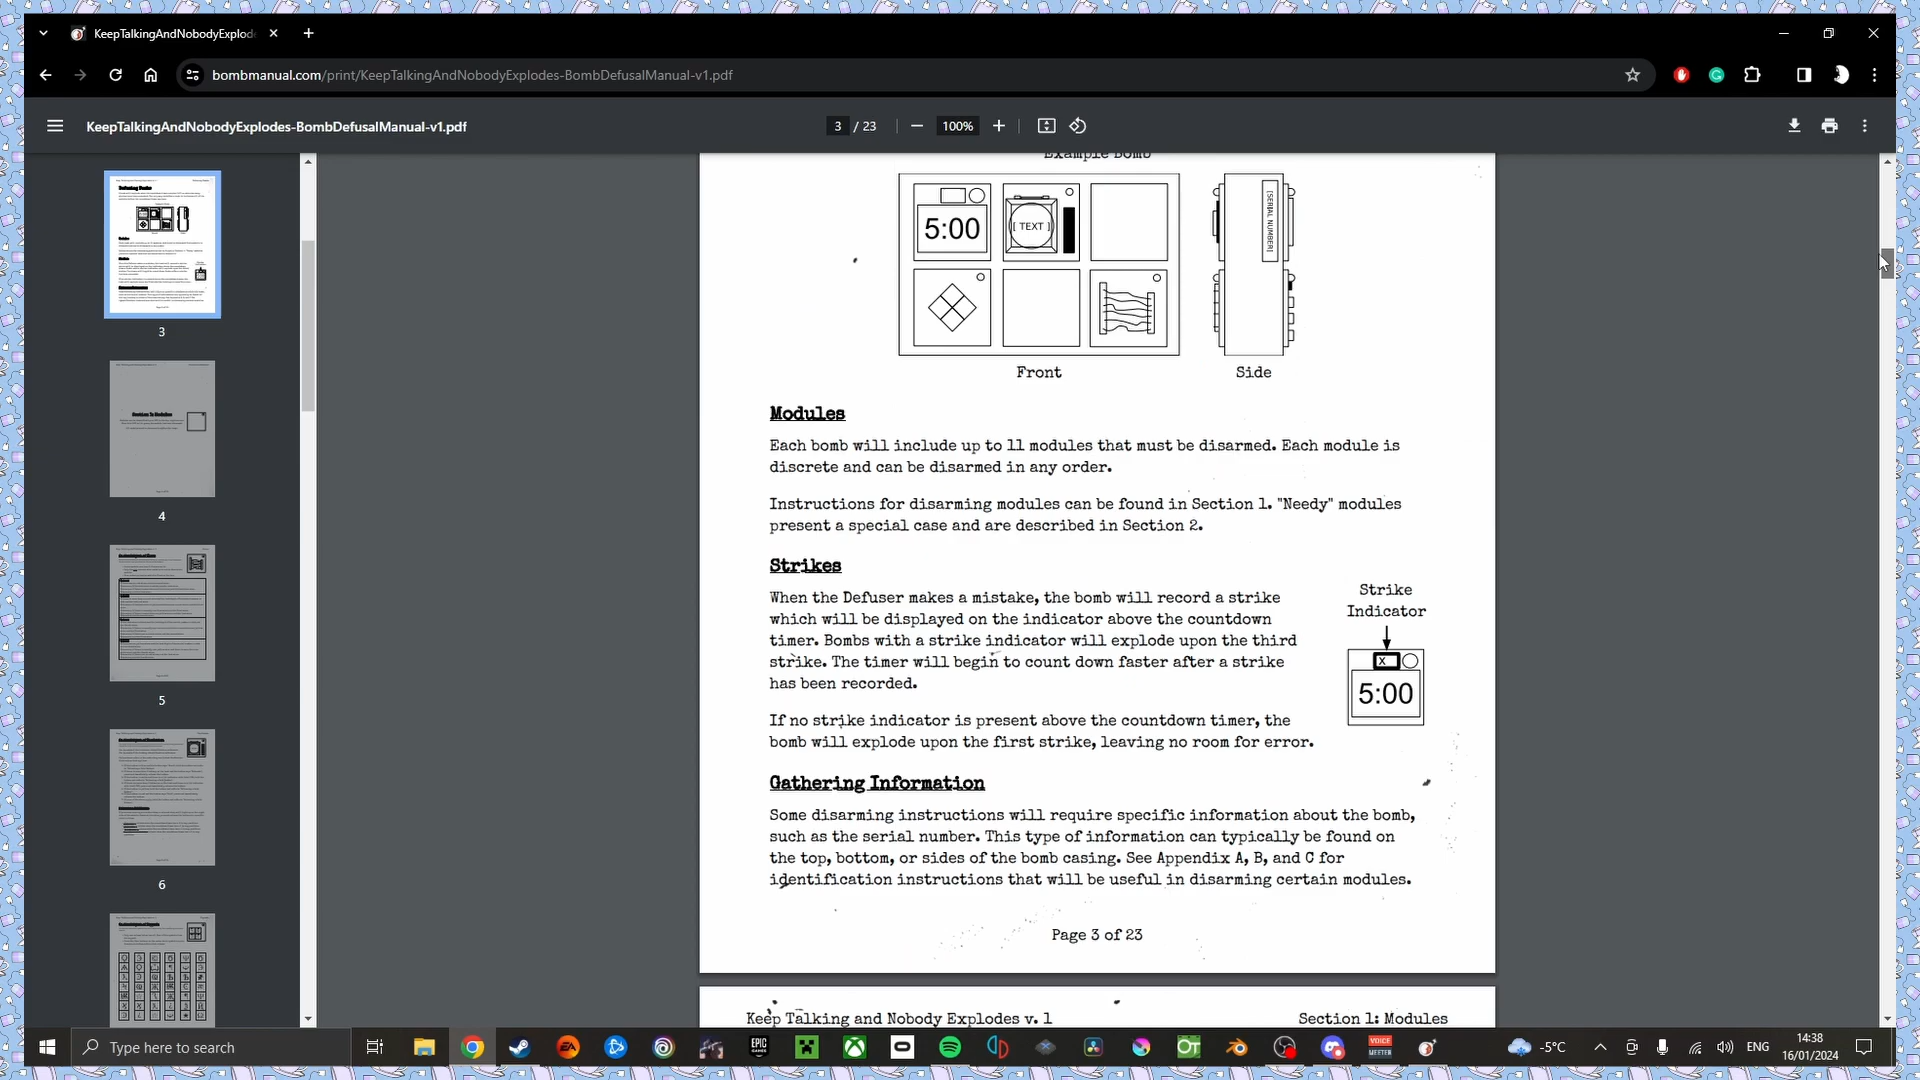 KeepTalkingAndNobodyExplod
bombmanual.com/print/KeepTalkingAndNobodyExplodes-BombDefusalManual-v1.pdf
KeepTalkingAndNobodyExplodes-BombDefusalManual-v1.pdf
3 / 23
100%
3
4
5
6
Example Bomb
5:00
[ TEXT ]
[SERIAL NUMBER]
Front
Side
Modules
Each bomb will include up to 11 modules that must be disarmed. Each module is
discrete and can be disarmed in any order.
Instructions for disarming modules can be found in Section 1. "Needy" modules
present a special case and are described in Section 2.
Strikes
When the Defuser makes a mistake, the bomb will record a strike
which will be displayed on the indicator above the countdown
timer. Bombs with a strike indicator will explode upon the third
strike. The timer will begin to count down faster after a strike
has been recorded.
If no strike indicator is present above the countdown timer, the
bomb will explode upon the first strike, leaving no room for error.
Strike
Indicator
X
5:00
Gathering Information
Some disarming instructions will require specific information about the bomb,
such as the serial number. This type of information can typically be found on
the top, bottom, or sides of the bomb casing. See Appendix A, B, and C for
identification instructions that will be useful in disarming certain modules.
Page 3 of 23
Keep Talking and Nobody Explodes v. 1
Section 1: Modules
Type here to search
EA
EPIC
GAMES
OT
VOICE
MEETER
-5°C
ENG
14:38
16/01/2024